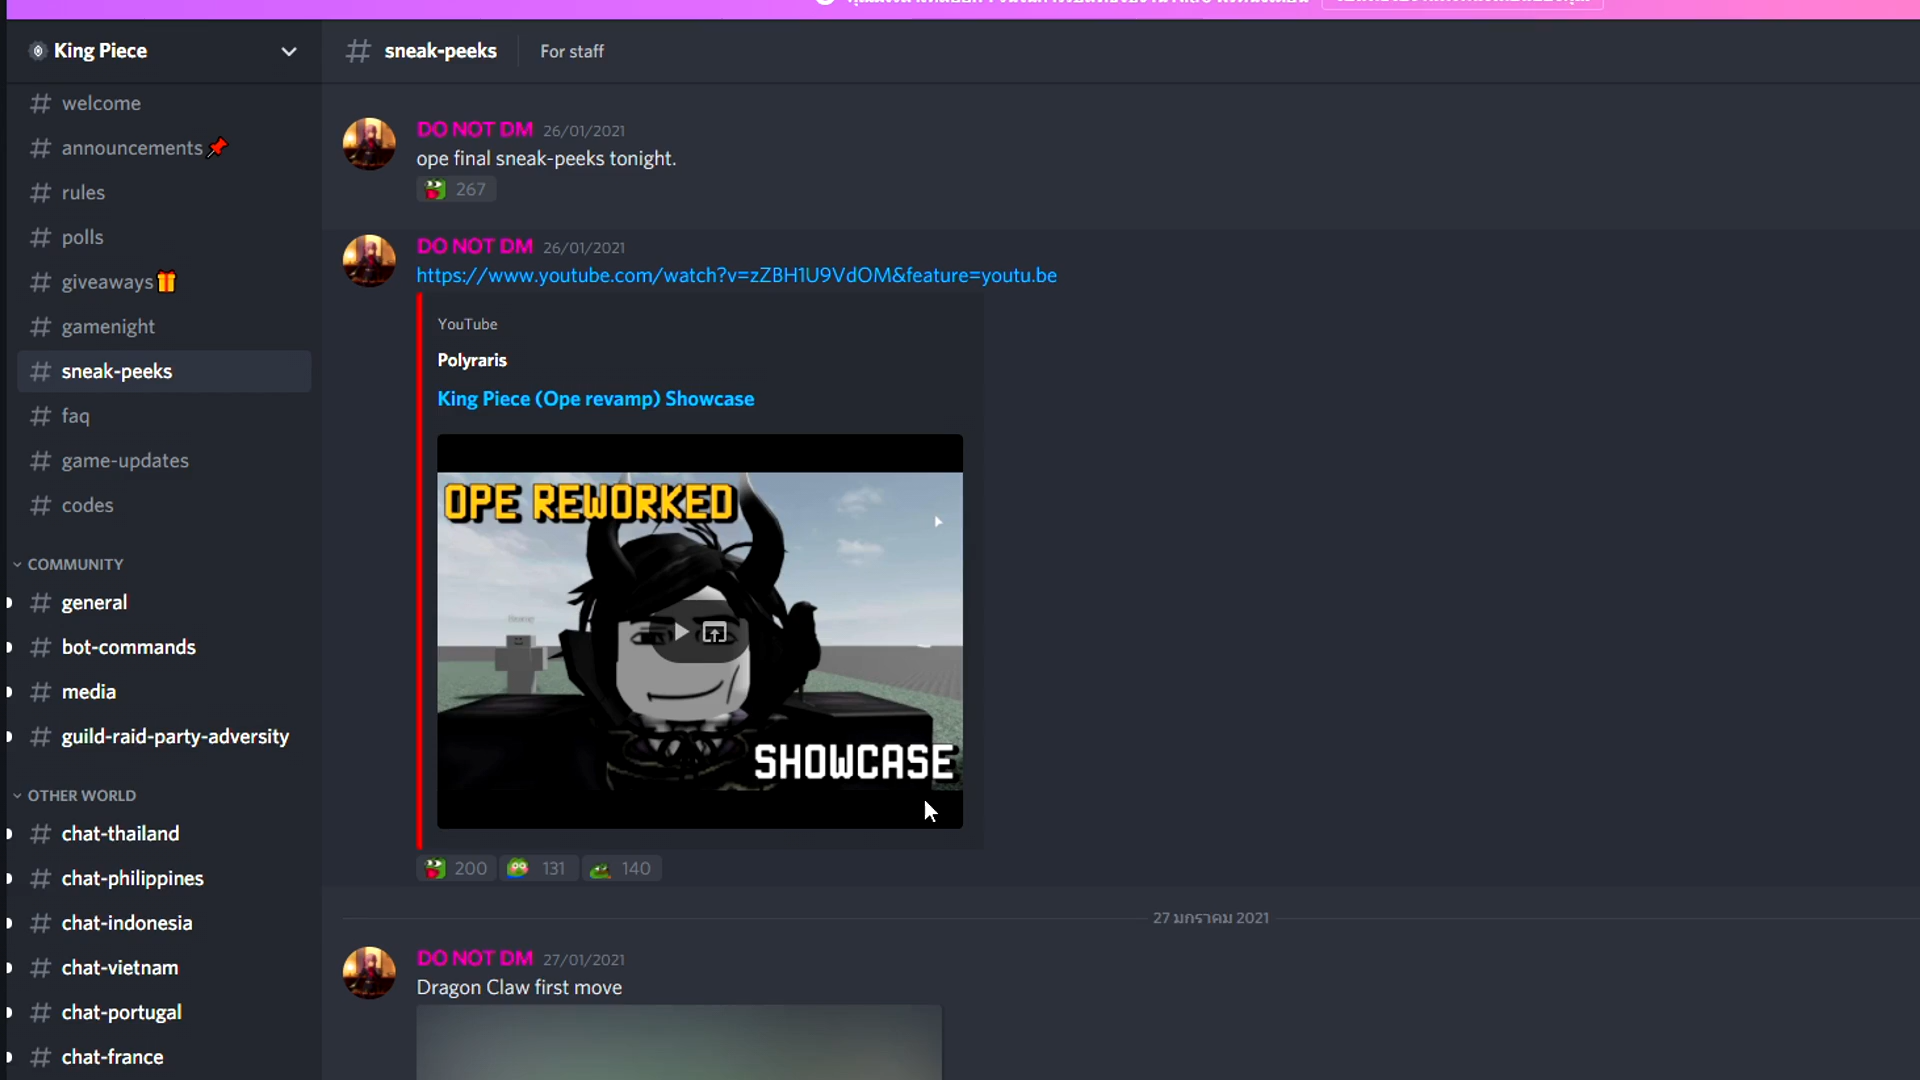 King Piece
welcome
announcements
rules
polls
giveaways
gamenight
sneak-peeks
faq
game-updates
codes
COMMUNITY
general
bot-commands
media
guild-raid-party-adversity
OTHER WORLD
chat-thailand
chat-philippines
chat-indonesia
chat-vietnam
chat-portugal
chat-france
sneak-peeks
For staff
DO NOT DM 26/01/2021
ope final sneak-peeks tonight.
267
DO NOT DM 26/01/2021
https://www.youtube.com/watch?v=zZBH1U9VdOM&feature=youtu.be
YouTube
Polyraris
King Piece (Ope revamp) Showcase
OPE REWORKED
SHOWCASE
200 131 140
27 มกราคม 2021
DO NOT DM 27/01/2021
Dragon Claw first move